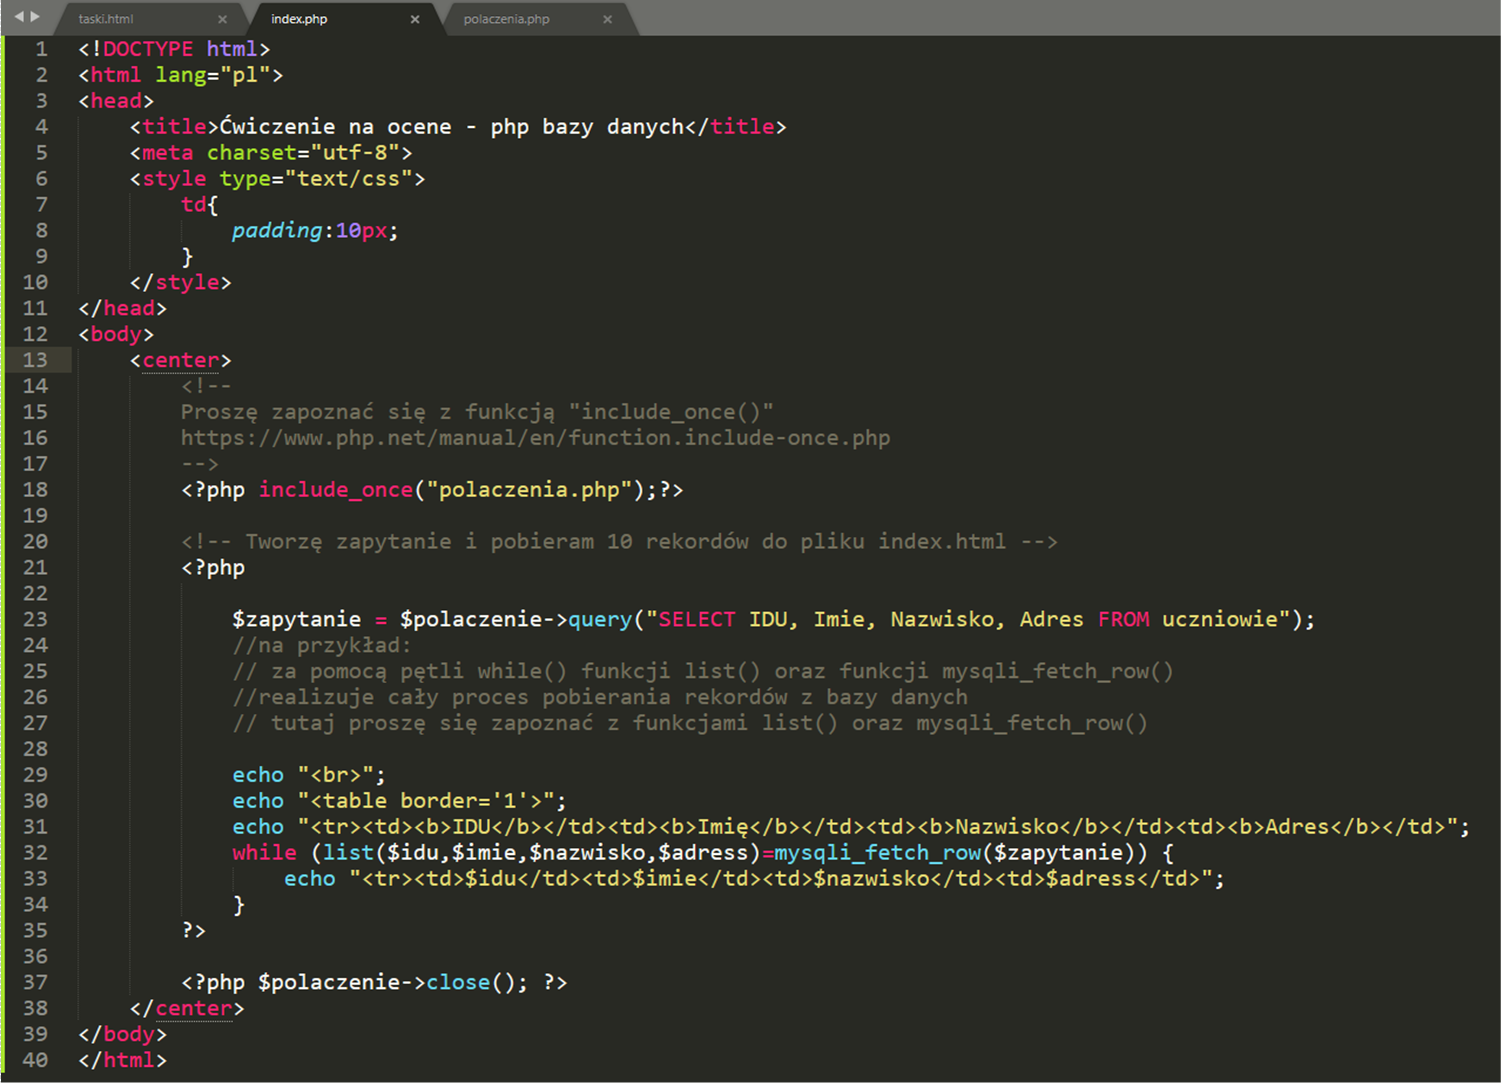 taski.html × index.php × polaczenia.php ×
1 <!DOCTYPE html>
2 <html lang="pl">
3 <head>
4 <title>Ćwiczenie na ocene - php bazy danych</title>
5 <meta charset="utf-8">
6 <style type="text/css">
7 td{
8 padding:10px;
9 }
10 </style>
11 </head>
12 <body>
13 <center>
14 <!--
15 Proszę zapoznać się z funkcją "include_once()"
16 https://www.php.net/manual/en/function.include-once.php
17 -->
18 <?php include_once("polaczenia.php");?>
19
20 <!-- Tworzę zapytanie i pobieram 10 rekordów do pliku index.html -->
21 <?php
22
23 $zapytanie = $polaczenie->query("SELECT IDU, Imie, Nazwisko, Adres FROM uczniowie");
24 //na przykład:
25 // za pomocą pętli while() funkcji list() oraz funkcji mysqli_fetch_row()
26 //realizuje cały proces pobierania rekordów z bazy danych
27 // tutaj proszę się zapoznać z funkcjami list() oraz mysqli_fetch_row()
28
29 echo "<br>";
30 echo "<table border='1'>";
31 echo "<tr><td><b>IDU</b></td><td><b>Imię</b></td><td><b>Nazwisko</b></td><td><b>Adres</b></td>";
32 while (list($idu,$imie,$nazwisko,$adress)=mysqli_fetch_row($zapytanie)) {
33 echo "<tr><td>$idu</td><td>$imie</td><td>$nazwisko</td><td>$adress</td>";
34 }
35 ?>
36
37 <?php $polaczenie->close(); ?>
38 </center>
39 </body>
40 </html>